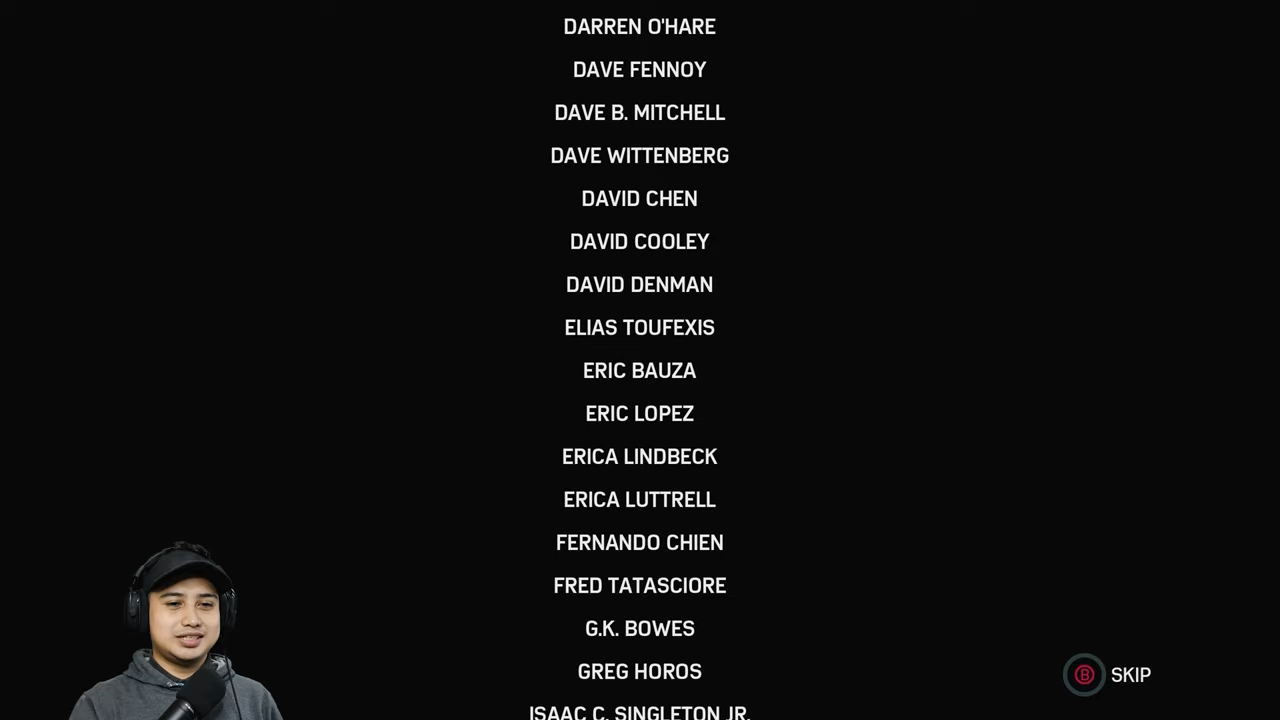 DARREN O'HARE
DAVE FENNOY
DAVE B. MITCHELL
DAVE WITTENBERG
DAVID CHEN
DAVID COOLEY
DAVID DENMAN
ELIAS TOUFEXIS
ERIC BAUZA
ERIC LOPEZ
ERICA LINDBECK
ERICA LUTTRELL
FERNANDO CHIEN
FRED TATASCIORE
G.K. BOWES
GREG HOROS
B SKIP
ISAAC C. SINGLETON JR.